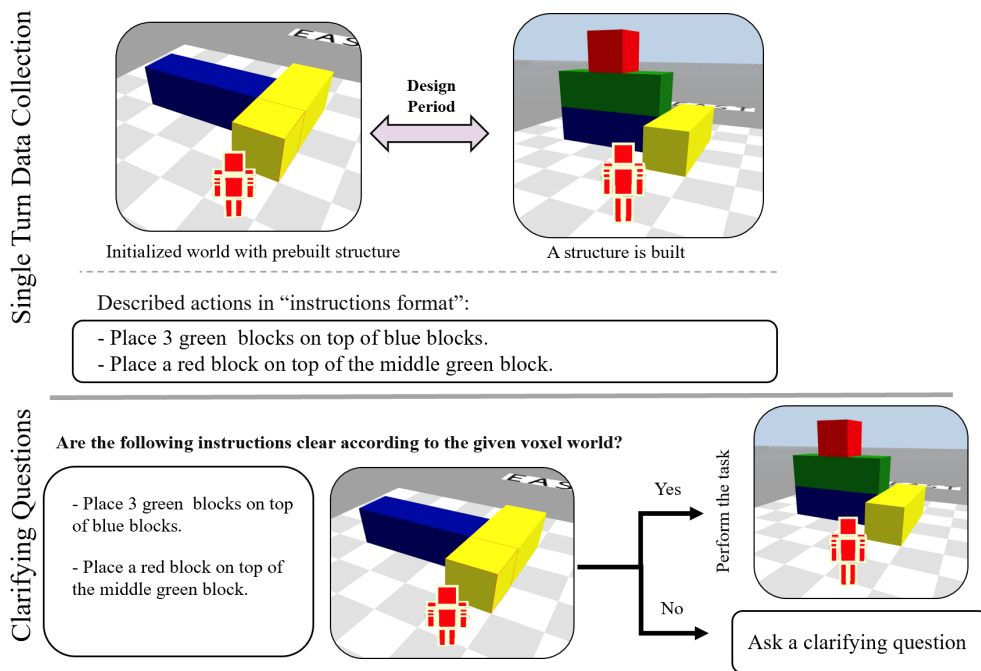 Single Turn Data Collection
EAS
Design
Period
Initialized world with prebuilt structure
A structure is built
Described actions in “instructions format”:
- Place 3 green blocks on top of blue blocks.
- Place a red block on top of the middle green block.
Clarifying Questions
Are the following instructions clear according to the given voxel world?
- Place 3 green blocks on top
of blue blocks.
- Place a red block on top of
the middle green block.
EAS
Yes
No
Perform the task
Ask a clarifying question